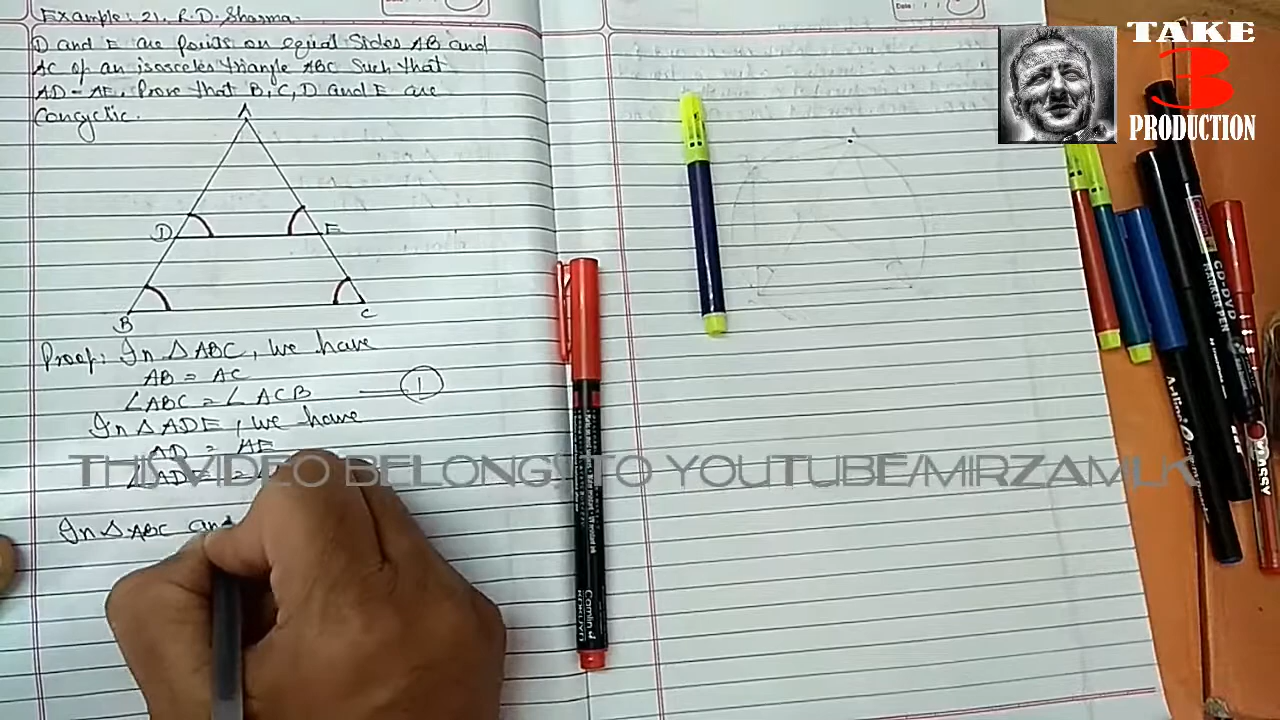 Example: 21. R.D. Sharma.
D and E are points on equal sides AB and
AC of an isosceles triangle ABC such that
AD = AE. Prove that B, C, D and E are
Concyclic.
A
D E
B C
Proof: In △ABC, we have
AB = AC
∠ABC = ∠ACB — 1
In △ADE, we have
AD = AE
∠ADE
In △ABC and
TAKE
3
PRODUCTION
THIS VIDEO BELONGS TO YOUTUBE/MIRZAMLK
CD-DVD
MARKER PEN
Camlin
KOKUYO